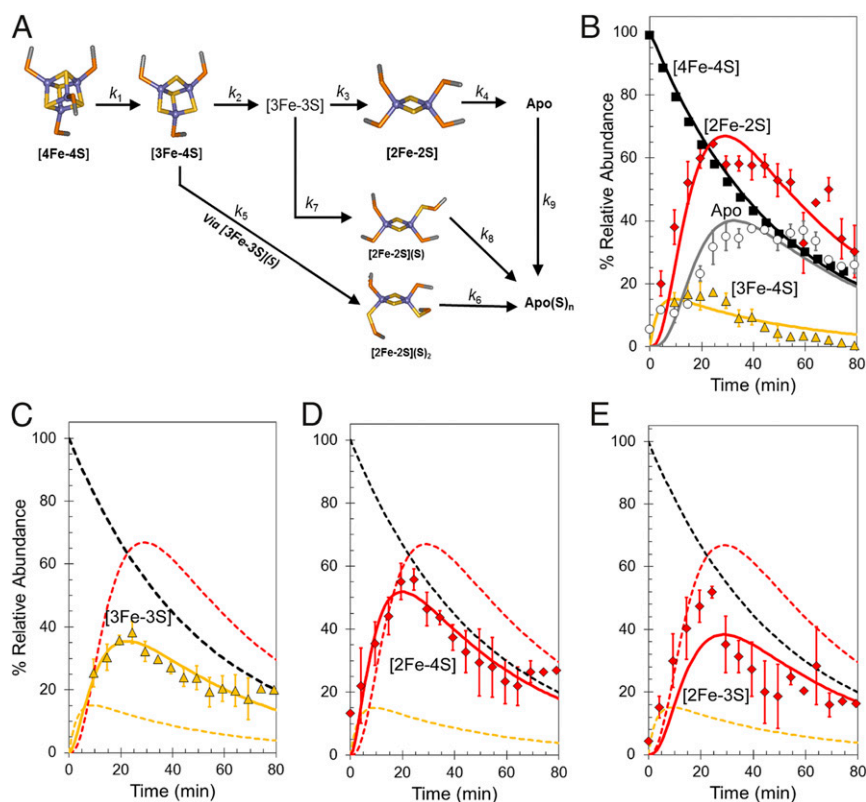 A
k1
k2
k3
k4
[3Fe-3S]
Apo
[4Fe-4S]
[3Fe-4S]
[2Fe-2S]
k5
Via [3Fe-3S](S)
k7
k8
k9
[2Fe-2S](S)
k6
Apo(S)n
[2Fe-2S](S)2
B
% Relative Abundance
100
80
60
40
20
0
[4Fe-4S]
[2Fe-2S]
Apo
[3Fe-4S]
0 20 40 60 80
Time (min)
C
% Relative Abundance
100
80
60
40
20
0
[3Fe-3S]
0 20 40 60 80
Time (min)
D
100
80
60
40
20
0
[2Fe-4S]
0 20 40 60 80
Time (min)
E
100
80
60
40
20
0
[2Fe-3S]
0 20 40 60 80
Time (min)